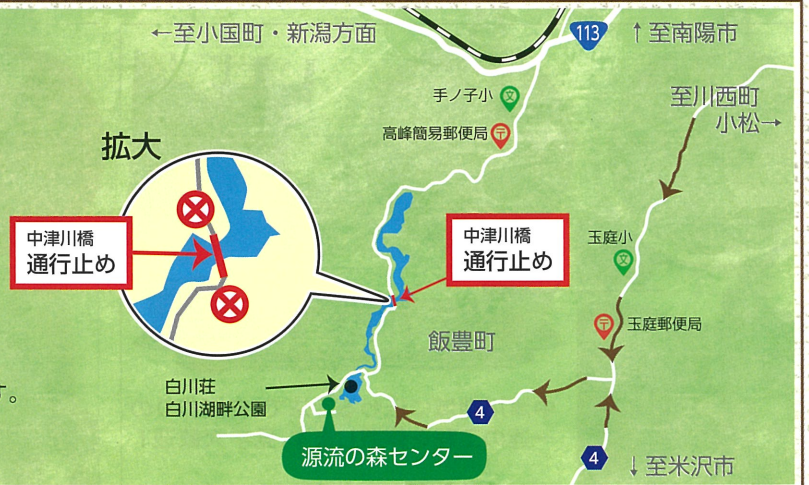 ←至小国町・新潟方面
113
↑至南陽市
至川西町
小松→
手ノ子小
文
高峰簡易郵便局
〒
拡大
中津川橋
通行止め
中津川橋
通行止め
玉庭小
文
〒
玉庭郵便局
飯豊町
す。
白川荘
白川湖畔公園
4
源流の森センター
4
↓至米沢市